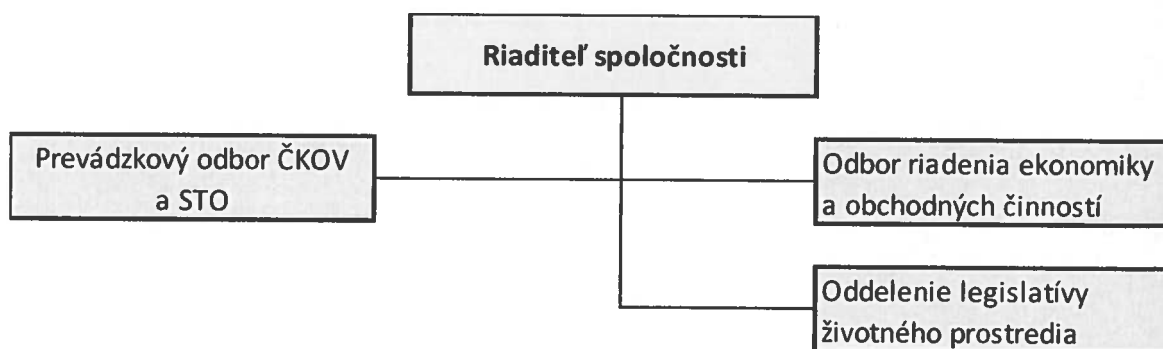 Riaditeľ spoločnosti
Prevádzkový odbor ČKOV
a STO
Odbor riadenia ekonomiky
a obchodných činností
Oddelenie legislatívy
životného prostredia